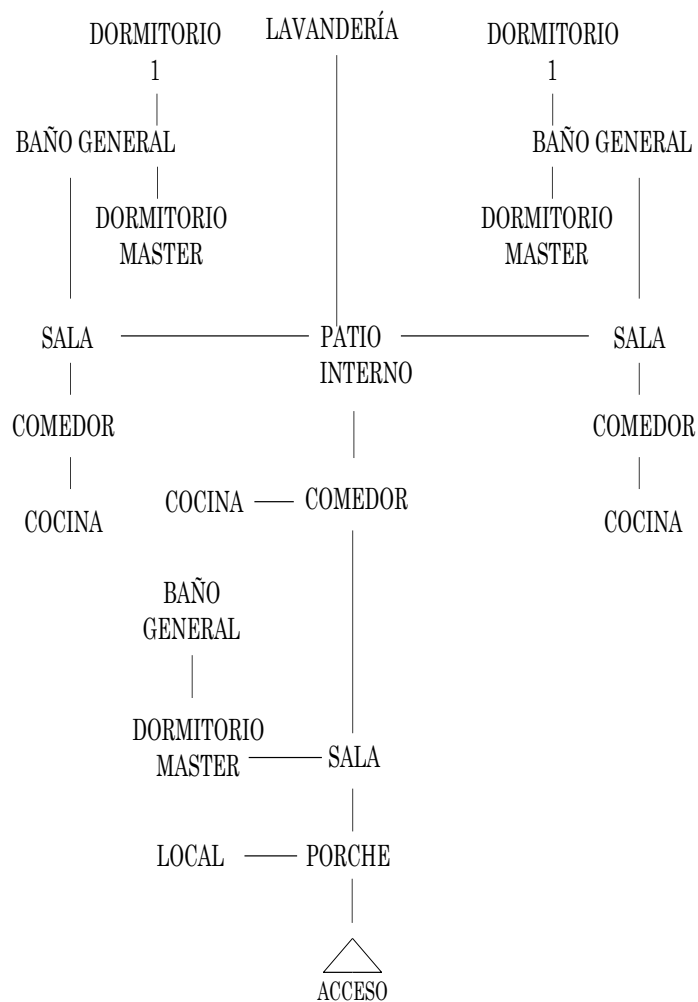 DORMITORIO
1
LAVANDERÍA
DORMITORIO
1
BAÑO GENERAL
BAÑO GENERAL
DORMITORIO
MASTER
DORMITORIO
MASTER
SALA
PATIO
INTERNO
SALA
COMEDOR
COMEDOR
COCINA
COMEDOR
COCINA
COCINA
BAÑO
GENERAL
DORMITORIO
MASTER
SALA
LOCAL
PORCHE
ACCESO